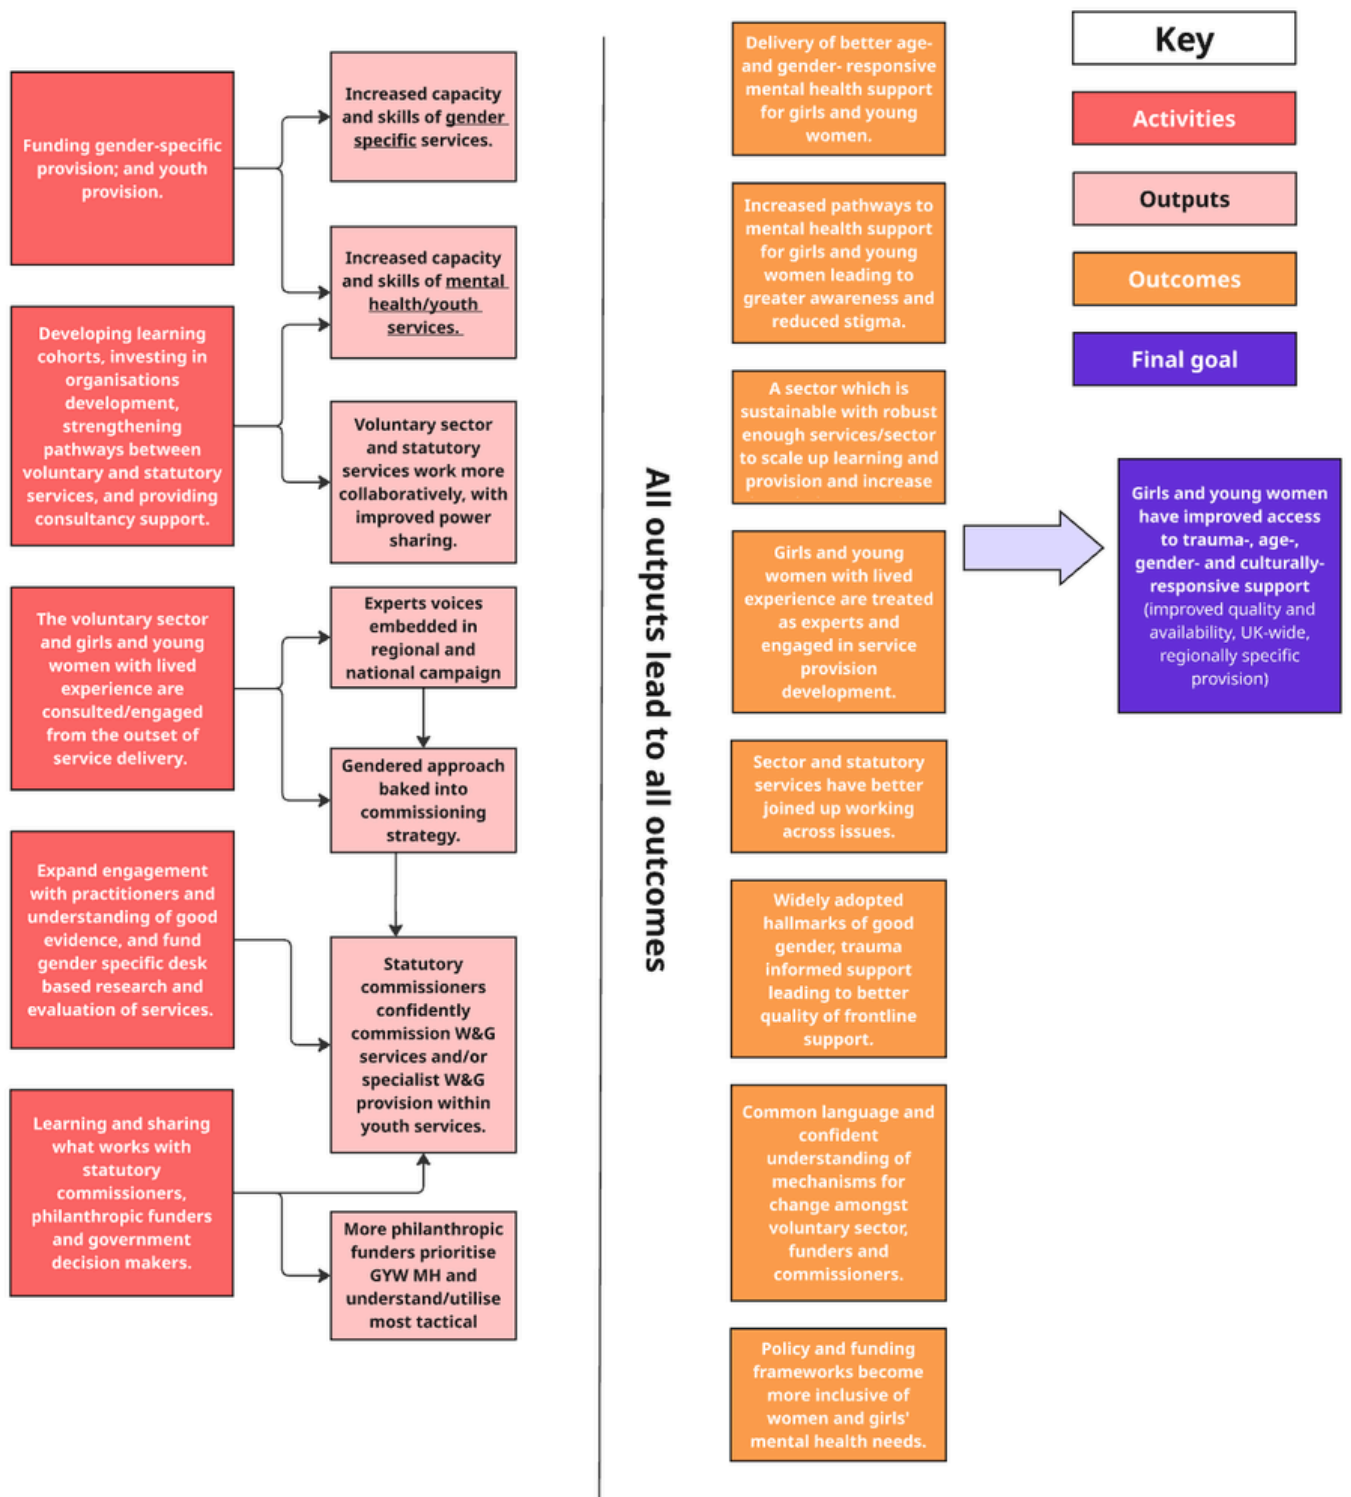 Funding gender-specific
provision; and youth
provision.
Developing learning
cohorts, investing in
organisations
development,
strengthening
pathways between
voluntary and statutory
services, and providing
consultancy support.
The voluntary sector
and girls and young
women with lived
experience are
consulted/engaged
from the outset of
service delivery.
Expand engagement
with practitioners and
understanding of good
evidence, and fund
gender specific desk
based research and
evaluation of services.
Learning and sharing
what works with
statutory
commissioners,
philanthropic funders
and government
decision makers.
Increased capacity
and skills of gender
specific services.
Increased capacity
and skills of mental
health/youth
services.
Voluntary sector
and statutory
services work more
collaboratively, with
improved power
sharing.
Experts voices
embedded in
regional and
national campaign
Gendered approach
baked into
commissioning
strategy.
Statutory
commissioners
confidently
commission W&G
services and/or
specialist W&G
provision within
youth services.
More philanthropic
funders prioritise
GYW MH and
understand/utilise
most tactical
All outputs lead to all outcomes
Delivery of better age-
and gender- responsive
mental health support
for girls and young
women.
Increased pathways to
mental health support
for girls and young
women leading to
greater awareness and
reduced stigma.
A sector which is
sustainable with robust
enough services/sector
to scale up learning and
provision and increase
Girls and young
women with lived
experience are treated
as experts and
engaged in service
provision
development.
Sector and statutory
services have better
joined up working
across issues.
Widely adopted
hallmarks of good
gender, trauma
informed support
leading to better
quality of frontline
support.
Common language and
confident
understanding of
mechanisms for
change amongst
voluntary sector,
funders and
commissioners.
Policy and funding
frameworks become
more inclusive of
women and girls'
mental health needs.
Key
Activities
Outputs
Outcomes
Final goal
Girls and young women
have improved access
to trauma-, age-,
gender- and culturally-
responsive support
(improved quality and
availability, UK-wide,
regionally specific
provision)